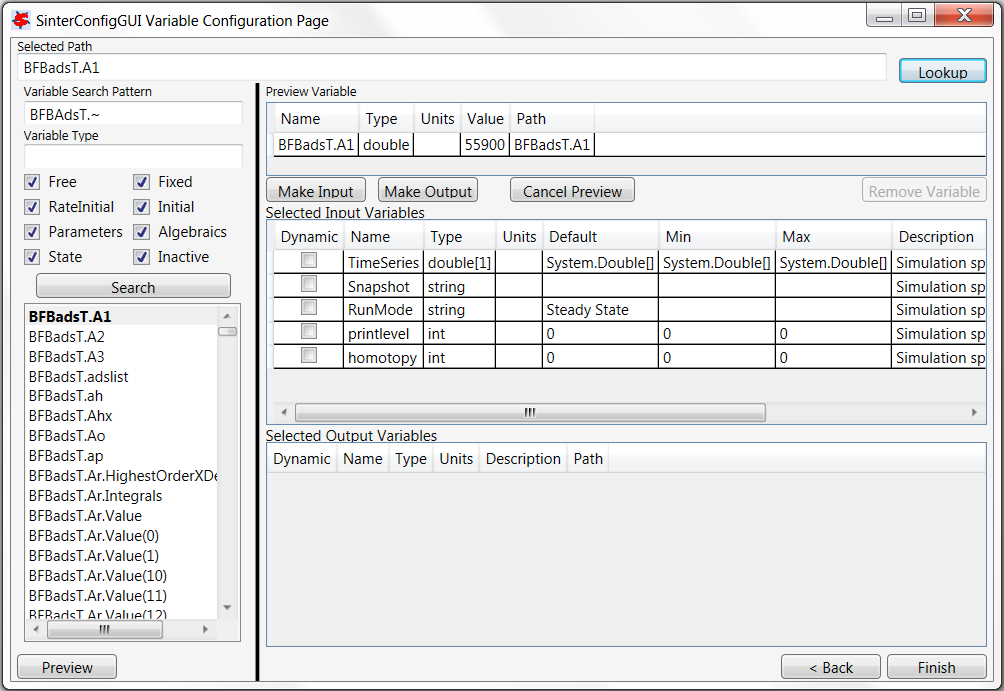 SinterConfigGUI Variable Configuration Page
Selected Path
BFBadsT.A1
Lookup
Variable Search Pattern
BFBAdsT.~
Variable Type
Free Fixed
RateInitial Initial
Parameters Algebraics
State Inactive
Search
BFBadsT.A1
BFBadsT.A2
BFBadsT.A3
BFBadsT.adslist
BFBadsT.ah
BFBadsT.Ahx
BFBadsT.Ao
BFBadsT.ap
BFBadsT.Ar.HighestOrderXDe
BFBadsT.Ar.Integrals
BFBadsT.Ar.Value
BFBadsT.Ar.Value(0)
BFBadsT.Ar.Value(1)
BFBadsT.Ar.Value(10)
BFBadsT.Ar.Value(11)
BFBadsT.Ar.Value(12)
Preview
Preview Variable
Name Type Units Value Path
BFBadsT.A1 double 55900 BFBadsT.A1
Make Input Make Output Cancel Preview Remove Variable
Selected Input Variables
Dynamic Name Type Units Default Min Max Description
TimeSeries double[1] System.Double[] System.Double[] System.Double[] Simulation sp
Snapshot string Simulation sp
RunMode string Steady State Simulation sp
printlevel int 0 0 0 Simulation sp
homotopy int 0 0 0 Simulation sp
Selected Output Variables
Dynamic Name Type Units Description Path
< Back Finish